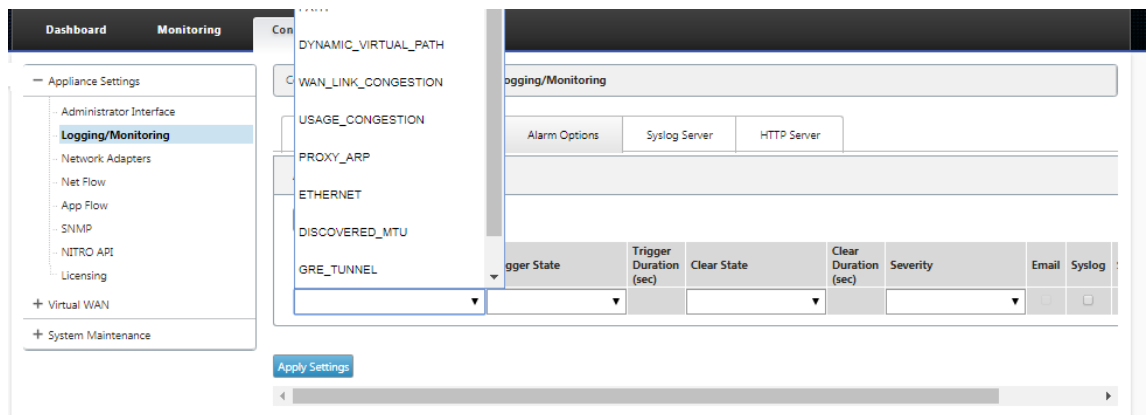 Dashboard
Monitoring
Con
DYNAMIC_VIRTUAL_PATH
WAN_LINK_CONGESTION
USAGE_CONGESTION
PROXY_ARP
ETHERNET
DISCOVERED_MTU
GRE_TUNNEL
Appliance Settings
Administrator Interface
Logging/Monitoring
Network Adapters
Net Flow
App Flow
SNMP
NITRO API
Licensing
Virtual WAN
System Maintenance
C
ogging/Monitoring
Alarm Options
Syslog Server
HTTP Server
gger State
Trigger
Duration
(sec)
Clear State
Clear
Duration
(sec)
Severity
Email
Syslog
Apply Settings